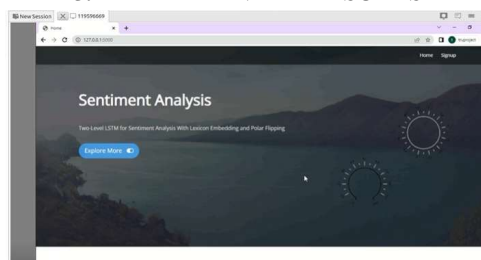 New Session
119596669
Home
127.0.0.1
Home Signup
Sentiment Analysis
Two-Level LSTM for Sentiment Analysis With Lexicon Embedding and Polar Flipping
Explore More